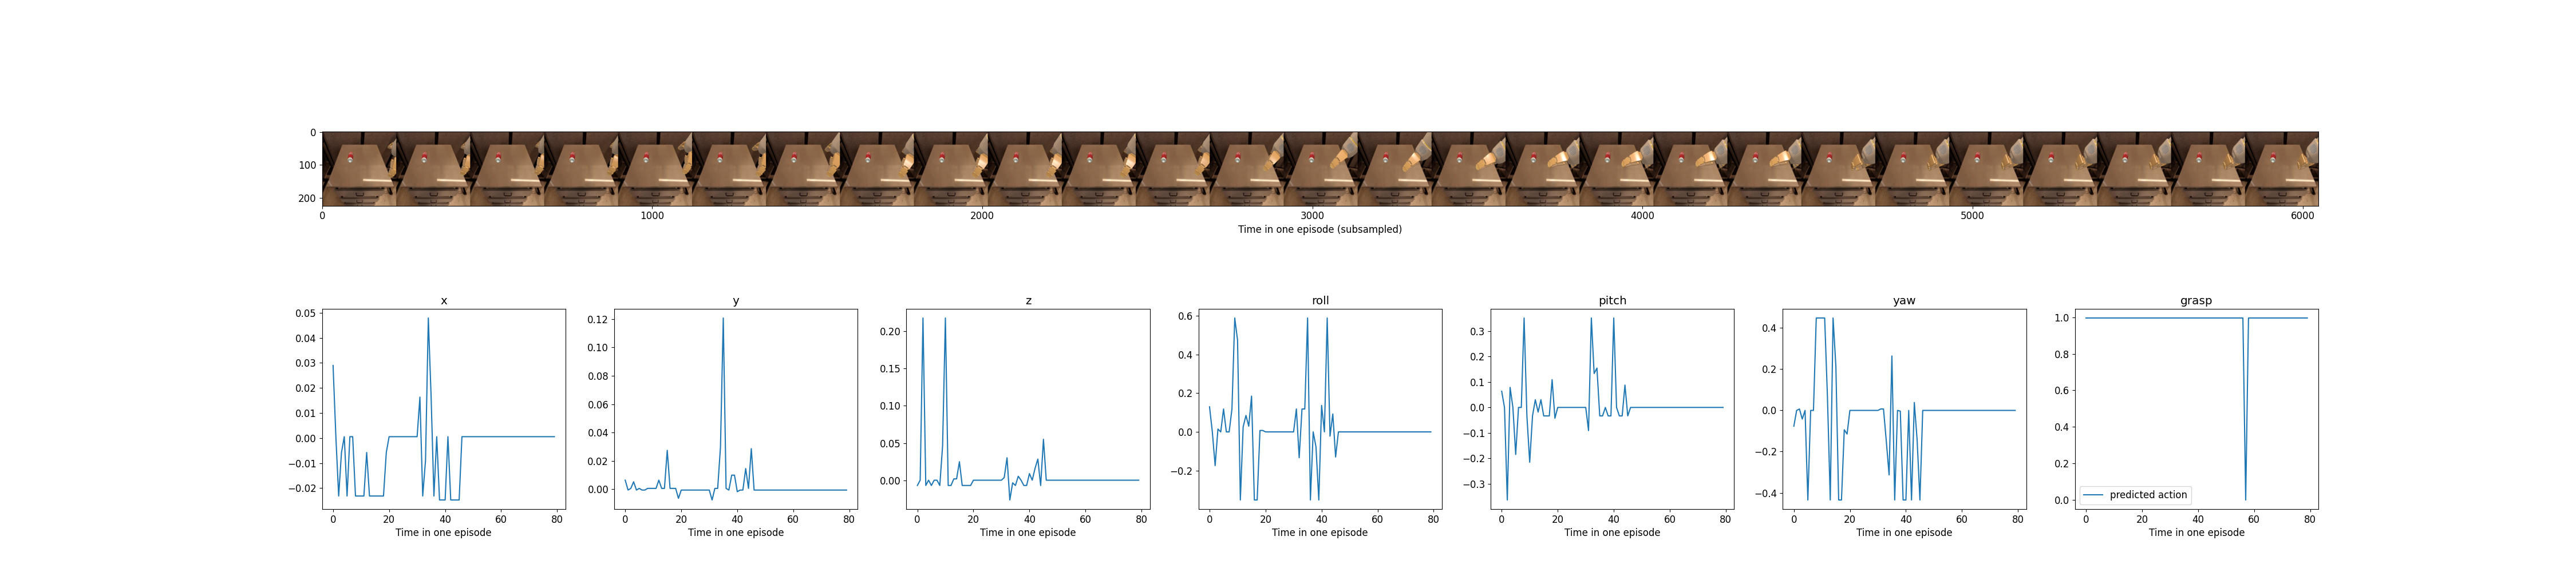 0
100
200
0 1000 2000 3000 4000 5000 6000
Time in one episode (subsampled)
x
0.05
0.04
0.03
0.02
0.01
0.00
−0.01
−0.02
0 20 40 60 80
Time in one episode
y
0.12
0.10
0.08
0.06
0.04
0.02
0.00
0 20 40 60 80
Time in one episode
z
0.20
0.15
0.10
0.05
0.00
0 20 40 60 80
Time in one episode
roll
0.6
0.4
0.2
0.0
−0.2
0 20 40 60 80
Time in one episode
pitch
0.3
0.2
0.1
0.0
−0.1
−0.2
−0.3
0 20 40 60 80
Time in one episode
yaw
0.4
0.2
0.0
−0.2
−0.4
0 20 40 60 80
Time in one episode
grasp
1.0
0.8
0.6
0.4
0.2
0.0
predicted action
0 20 40 60 80
Time in one episode